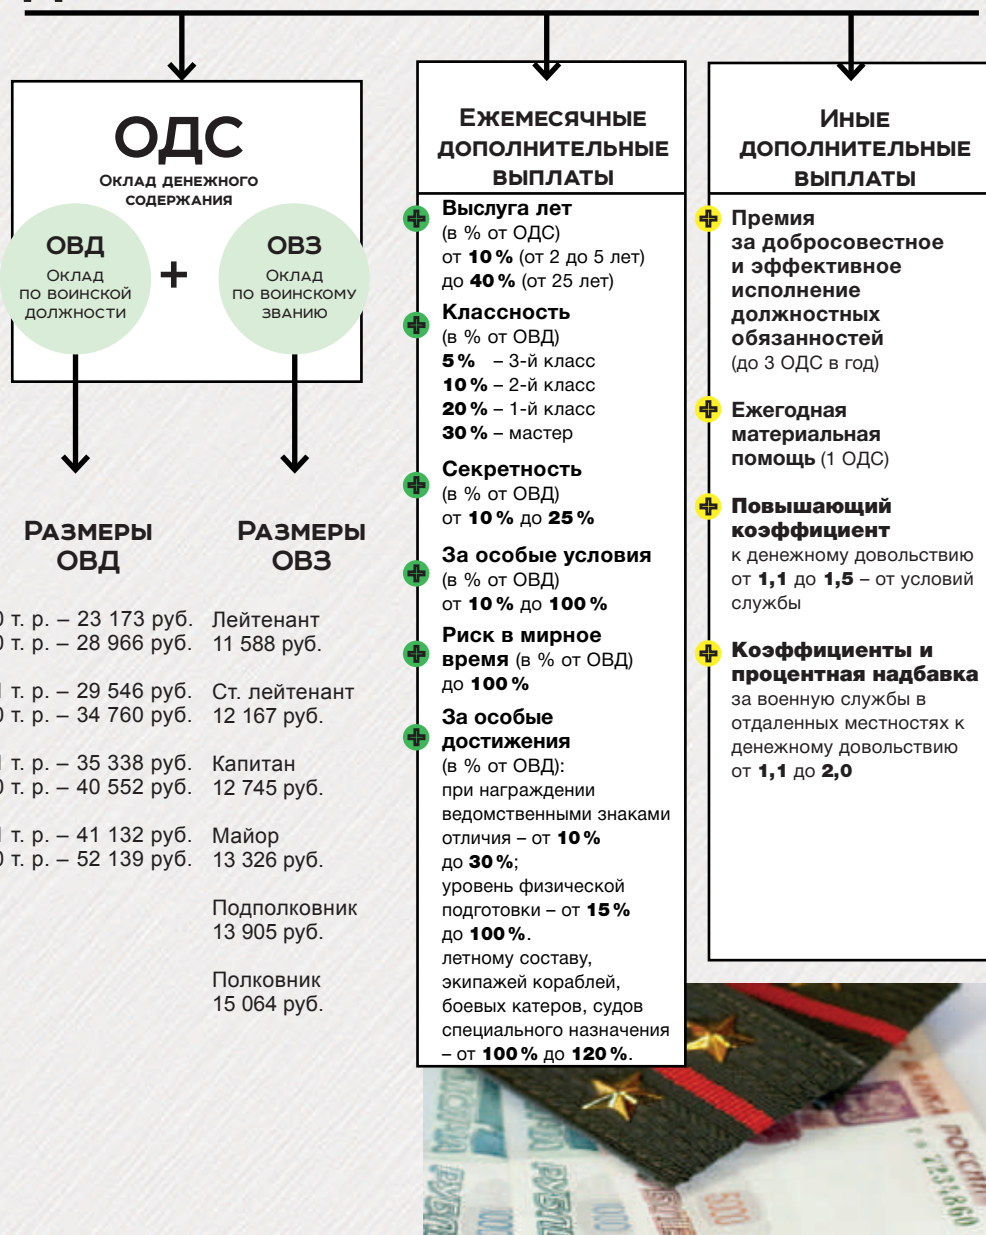 ОДС
Оклад денежного
содержания
ОВД
Оклад
по воинской
должности
+
ОВЗ
Оклад
по воинскому
званию
Размеры
ОВД
0 т. р. – 23 173 руб.
0 т. р. – 28 966 руб.
1 т. р. – 29 546 руб.
0 т. р. – 34 760 руб.
1 т. р. – 35 338 руб.
0 т. р. – 40 552 руб.
1 т. р. – 41 132 руб.
0 т. р. – 52 139 руб.
Размеры
ОВЗ
Лейтенант
11 588 руб.
Ст. лейтенант
12 167 руб.
Капитан
12 745 руб.
Майор
13 326 руб.
Подполковник
13 905 руб.
Полковник
15 064 руб.
Ежемесячные
дополнительные
выплаты
Выслуга лет
(в % от ОДС)
от 10 % (от 2 до 5 лет)
до 40 % (от 25 лет)
Классность
(в % от ОВД)
5 % – 3-й класс
10 % – 2-й класс
20 % – 1-й класс
30 % – мастер
Секретность
(в % от ОВД)
от 10 % до 25 %
За особые условия
(в % от ОВД)
от 10 % до 100 %
Риск в мирное
время (в % от ОВД)
до 100 %
За особые
достижения
(в % от ОВД):
при награждении
ведомственными знаками
отличия – от 10 %
до 30 %;
уровень физической
подготовки – от 15 %
до 100 %.
летному составу,
экипажей кораблей,
боевых катеров, судов
специального назначения
– от 100 % до 120 %.
Иные
дополнительные
выплаты
Премия
за добросовестное
и эффективное
исполнение
должностных
обязанностей
(до 3 ОДС в год)
Ежегодная
материальная
помощь (1 ОДС)
Повышающий
коэффициент
к денежному довольствию
от 1,1 до 1,5 – от условий
службы
Коэффициенты и
процентная надбавка
за военную службы в
отдаленных местностях к
денежному довольствию
от 1,1 до 2,0